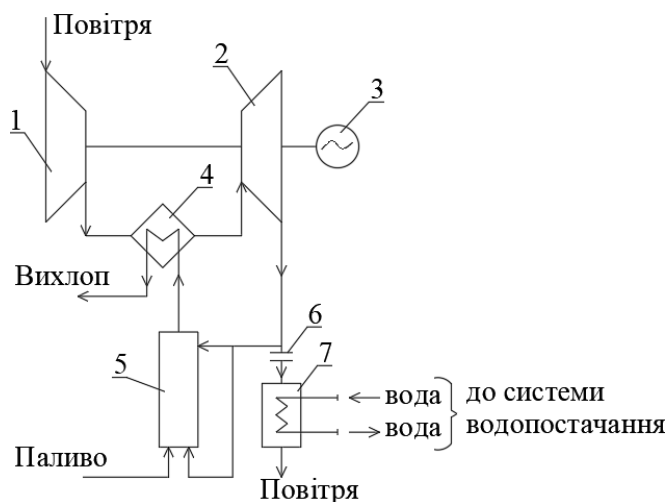 Повітря
2
3
1
4
Вихлоп
6
7
5
вода
до системи
вода
водопостачання
Паливо
Повітря